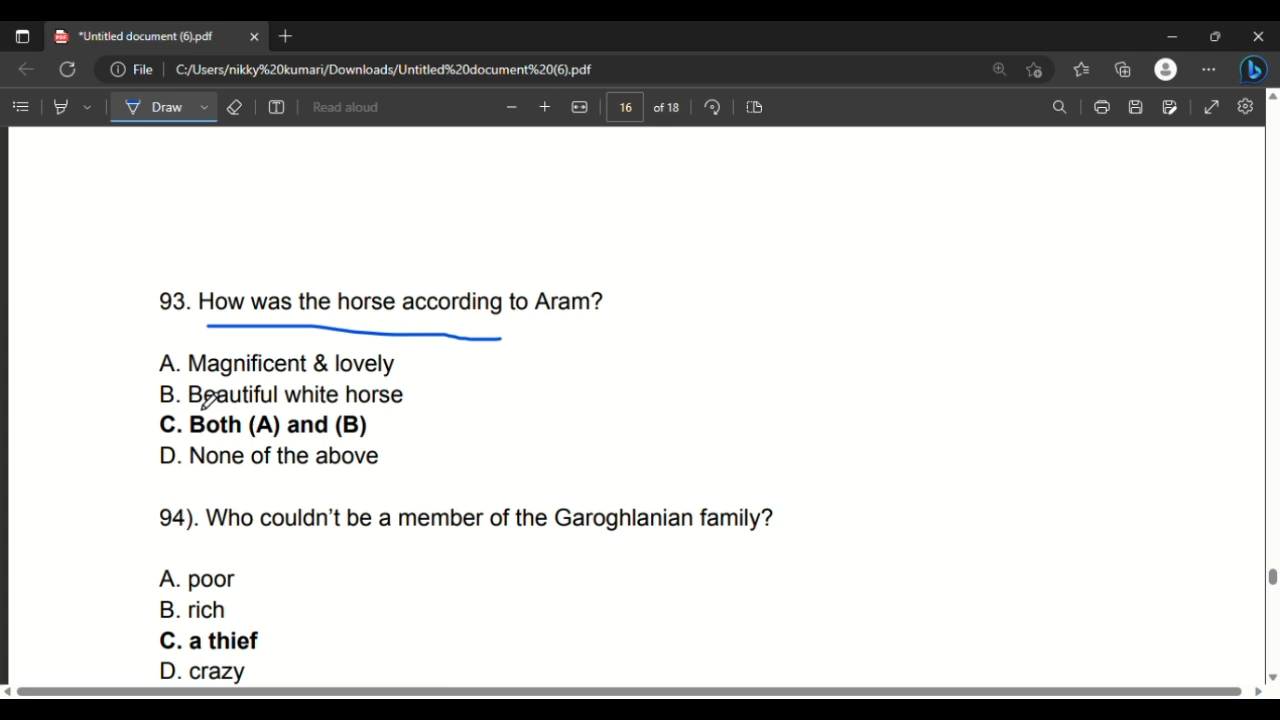 *Untitled document (6).pdf
File
C:/Users/nikky%20kumari/Downloads/Untitled%20document%20(6).pdf
Draw
Read aloud
16
of 18
93. How was the horse according to Aram?
A. Magnificent & lovely
B. Beautiful white horse
C. Both (A) and (B)
D. None of the above
94). Who couldn't be a member of the Garoghlanian family?
A. poor
B. rich
C. a thief
D. crazy